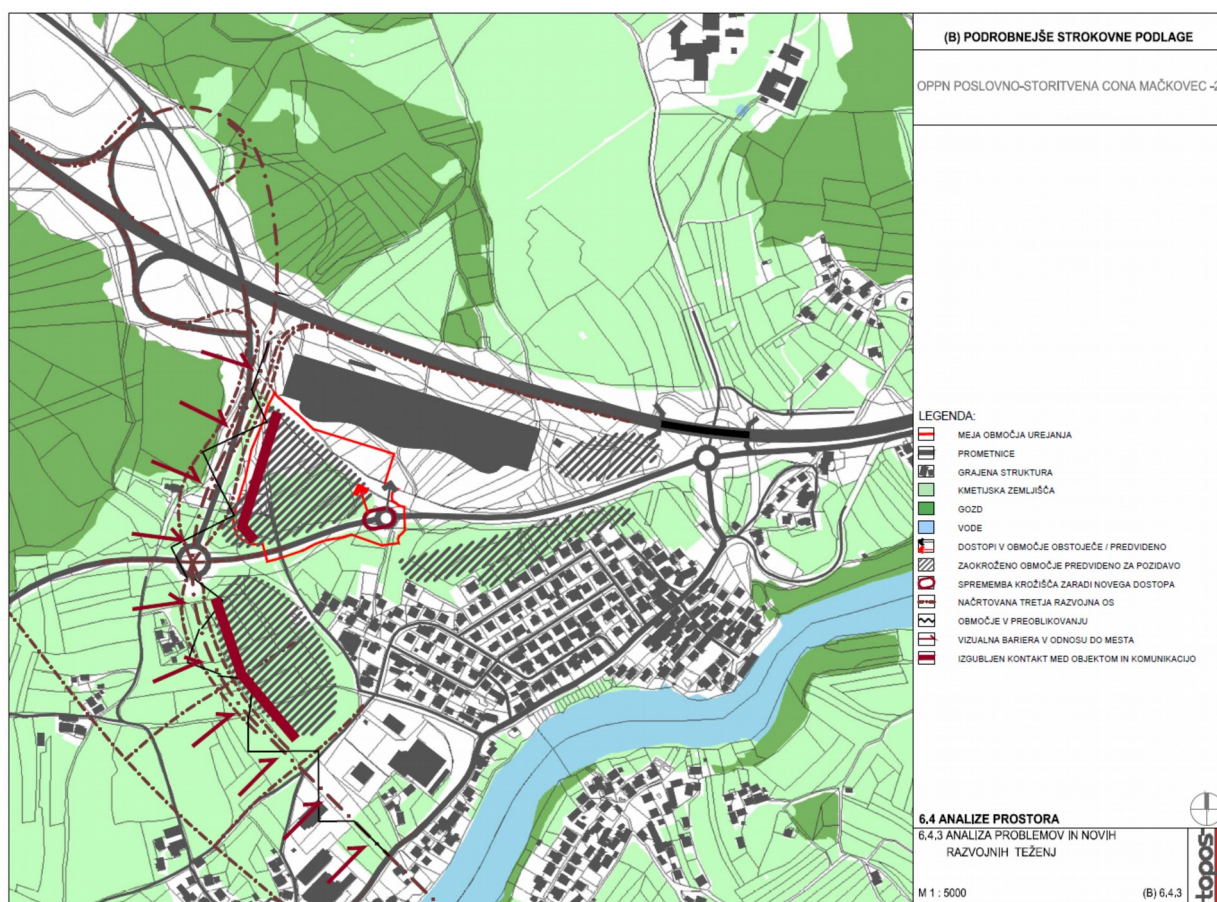 (B) PODROBNEJŠE STROKOVNE PODLAGE
OPPN POSLOVNO-STORITVENA CONA MAČKOVEC -2
LEGENDA:
MEJA OBMOČJA UREJANJA
PROMETNICE
GRAJENA STRUKTURA
KMETIJSKA ZEMLJIŠČA
GOZD
VODE
DOSTOPI V OBMOČJE OBSTOJEČE / PREDVIDENO
ZAOKROŽENO OBMOČJE PREDVIDENO ZA POZIDAVO
SPREMEMBA KROŽIŠČA ZARADI NOVEGA DOSTOPA
NAČRTOVANA TRETJA RAZVOJNA OS
OBMOČJE V PREOBLIKOVANJU
VIZUALNA BARIERA V ODNOSU DO MESTA
IZGUBLJEN KONTAKT MED OBJEKTOM IN KOMUNIKACIJO
6.4 ANALIZE PROSTORA
6,4,3 ANALIZA PROBLEMOV IN NOVIH
RAZVOJNIH TEŽENJ
M 1 : 5000
(B) 6,4,3
topos